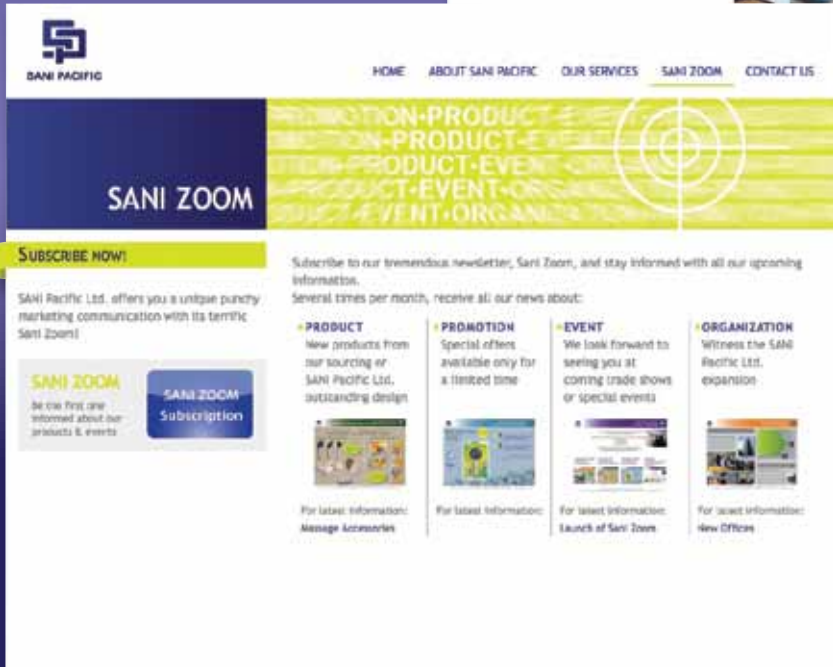 SANI PACIFIC
HOME ABOUT SANI PACIFIC OUR SERVICES SANI ZOOM CONTACT US
PROMOTION•PRODUCT•EVENT
PRODUCT•EVENT
PRODUCT•EVENT
PRODUCT•EVENT•ORGANIZATION
EVENT•ORGANIZATION
SANI ZOOM
SUBSCRIBE NOW!
SANI Pacific Ltd. offers you a unique punchy
marketing communication with its terrific
Sani Zoom!
SANI ZOOM
Be the first one
informed about our
products & events
SANI ZOOM
Subscription
Subscribe to our tremendous newsletter, Sani Zoom, and stay informed with all our upcoming
information.
Several times per month, receive all our news about:
PRODUCT
New products from
our sourcing or
SANI Pacific Ltd.
outstanding design
For latest information:
Massage Accessories
PROMOTION
Special offers
available only for
a limited time
For latest information:
EVENT
We look forward to
seeing you at
coming trade shows
or special events
For latest information:
Launch of Sani Zoom
ORGANIZATION
Witness the SANI
Pacific Ltd.
expansion
For latest information:
New Offices